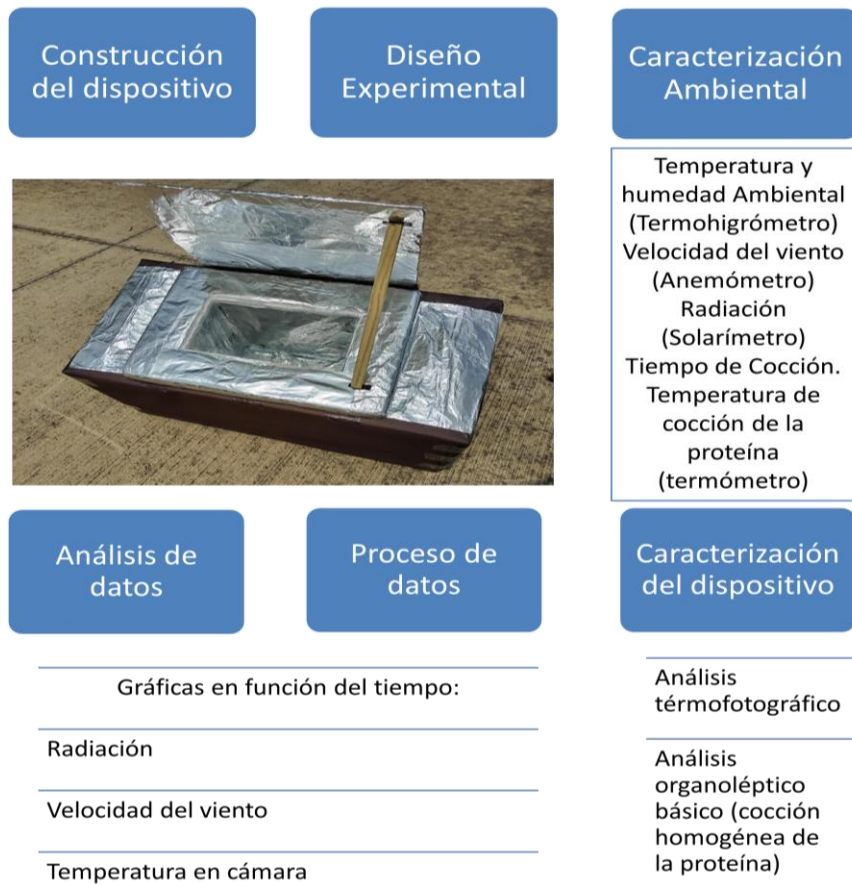 Construcción
del dispositivo
Diseño
Experimental
Caracterización
Ambiental
Temperatura y
humedad Ambiental
(Termohigrómetro)
Velocidad del viento
(Anemómetro)
Radiación
(Solarímetro)
Tiempo de Cocción.
Temperatura de
cocción de la
proteína
(termómetro)
Análisis de
datos
Proceso de
datos
Caracterización
del dispositivo
Gráficas en función del tiempo:
Radiación
Velocidad del viento
Temperatura en cámara
Análisis
térmofotográfico
Análisis
organoléptico
básico (cocción
homogénea de
la proteína)